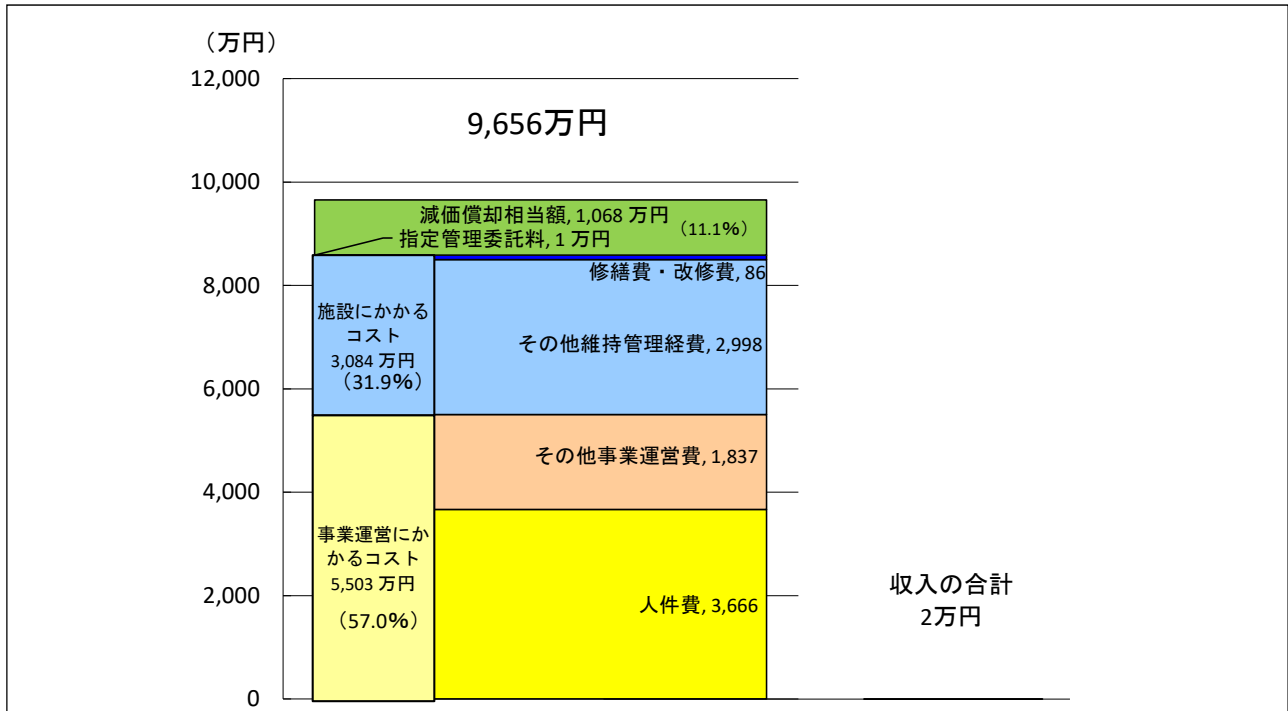 （万円）
12,000
10,000
8,000
6,000
4,000
2,000
0
9,656万円
減価償却相当額, 1,068 万円
（11.1%）
指定管理委託料, 1 万円
修繕費・改修費, 86
施設にかかる
コスト
3,084 万円
（31.9%）
その他維持管理経費, 2,998
その他事業運営費, 1,837
事業運営にか
かるコスト
5,503 万円
（57.0%）
人件費, 3,666
収入の合計
2万円